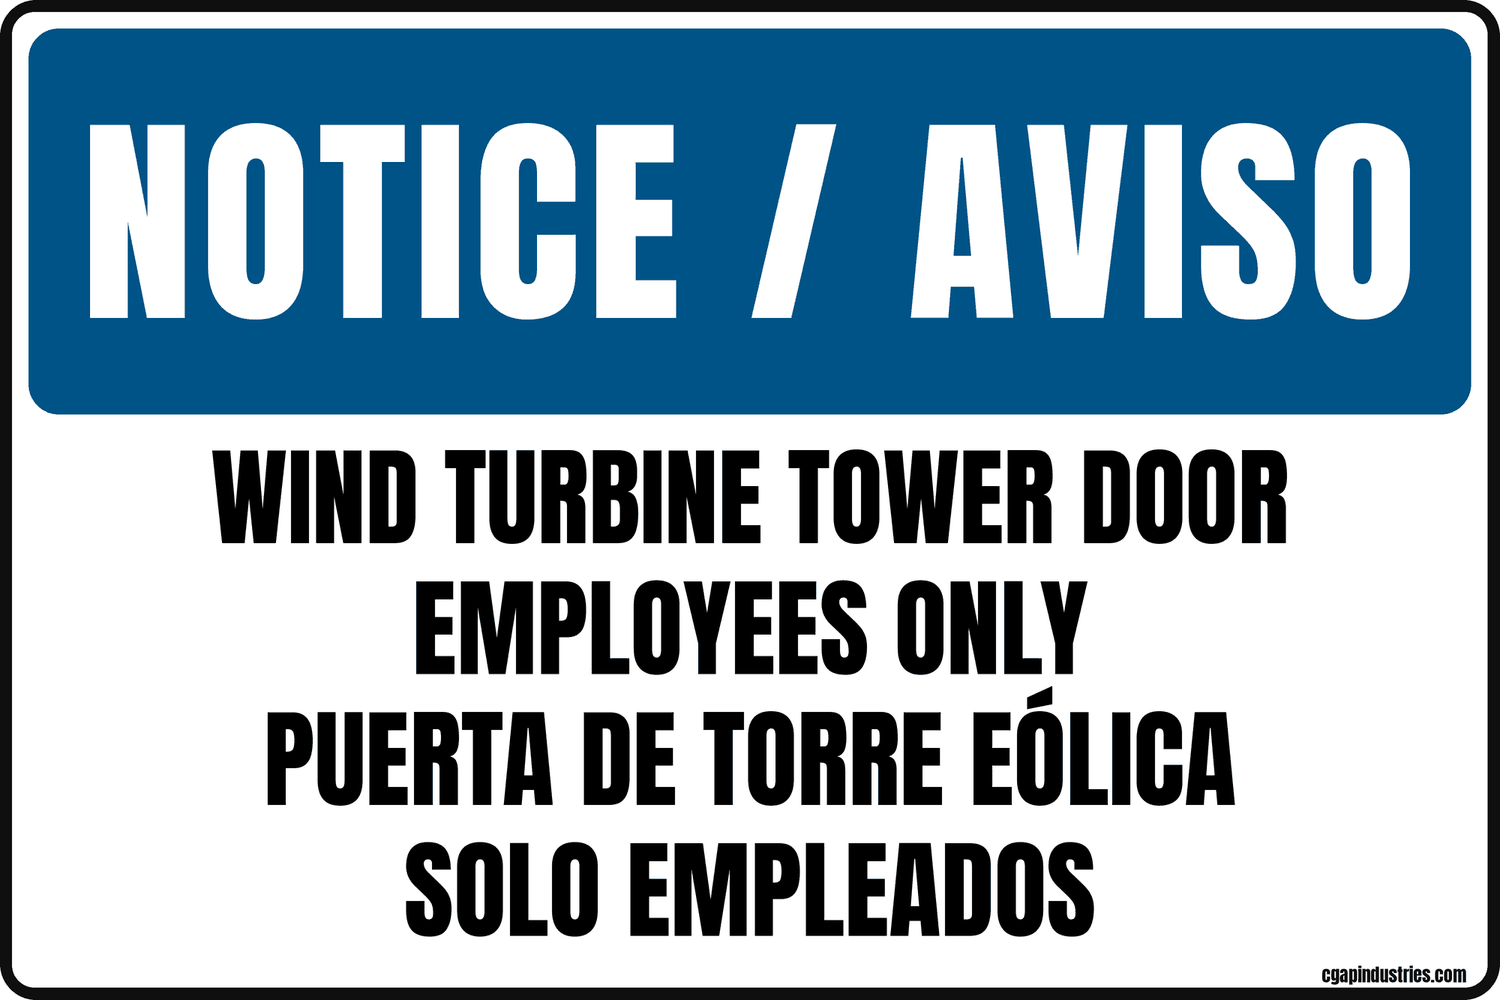 NOTICE / AVISO
WIND TURBINE TOWER DOOR
EMPLOYEES ONLY
PUERTA DE TORRE EÓLICA
SOLO EMPLEADOS
cgapindustries.com